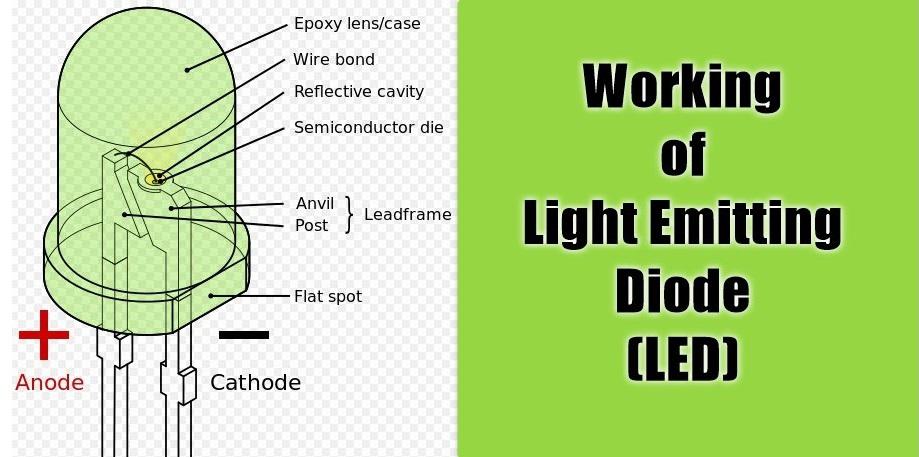 Epoxy lens/case
Wire bond
Reflective cavity
Semiconductor die
Anvil
Post
} Leadframe
Flat spot
+
Anode
−
Cathode
Working
of
Light Emitting
Diode
(LED)